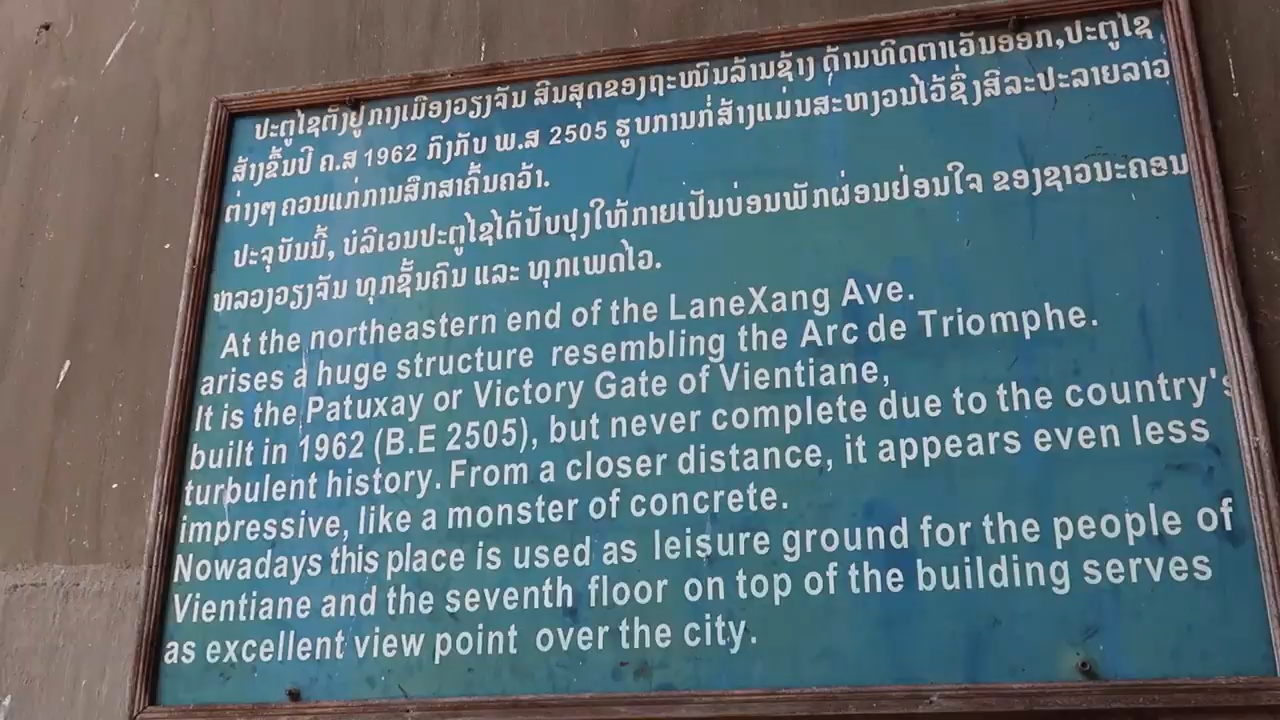 ປະຕູໄຊຕັ້ງຢູ່ກາງເມືອງວຽງຈັນ ສິ້ນສຸດຂອງຖະໜົນລ້ານຊ້າງ ດ້ານທິດຕາເວັນອອກ,ປະຕູໄຊ
ສ້າງຂຶ້ນປີ ຄ.ສ 1962 ກົງກັບ ພ.ສ 2505 ຮູບການກໍ່ສ້າງແມ່ນສະຫງວນໄວ້ຊຶ່ງສິລະປະລາຍລາວ
ຕ່າງໆ ຄວນແກ່ການສຶກສາຄົ້ນຄວ້າ.
ປະຈຸບັນນີ້, ບໍລິເວນປະຕູໄຊໄດ້ປັບປຸງໃຫ້ກາຍເປັນບ່ອນພັກຜ່ອນຢ່ອນໃຈ ຂອງຊາວນະຄອນ
ຫລວງວຽງຈັນ ທຸກຊັ້ນຄົນ ແລະ ທຸກເພດໄວ.
At the northeastern end of the LaneXang Ave.
arises a huge structure resembling the Arc de Triomphe.
It is the Patuxay or Victory Gate of Vientiane,
built in 1962 (B.E 2505), but never complete due to the country's
turbulent history. From a closer distance, it appears even less
impressive, like a monster of concrete.
Nowadays this place is used as leisure ground for the people of
Vientiane and the seventh floor on top of the building serves
as excellent view point over the city.